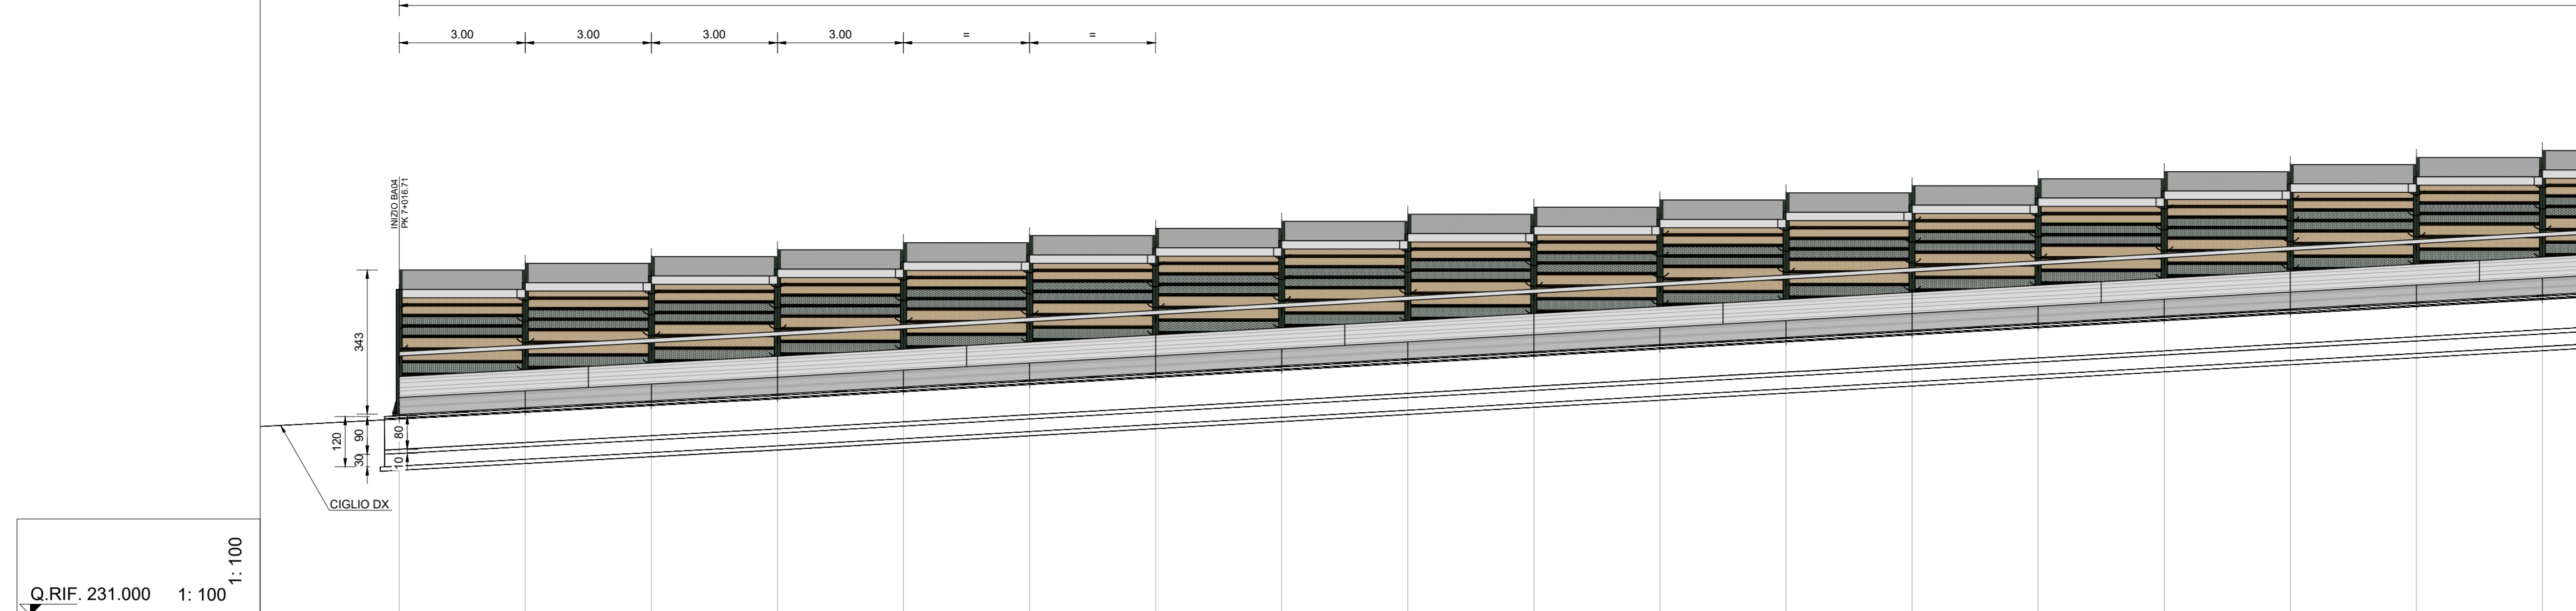 3.00 3.00 3.00 3.00 = =
INIZIO BA04
PK 7+016.71
343
120
90
30
80
10
CIGLIO DX
1: 100
Q.RIF. 231.000 1: 100